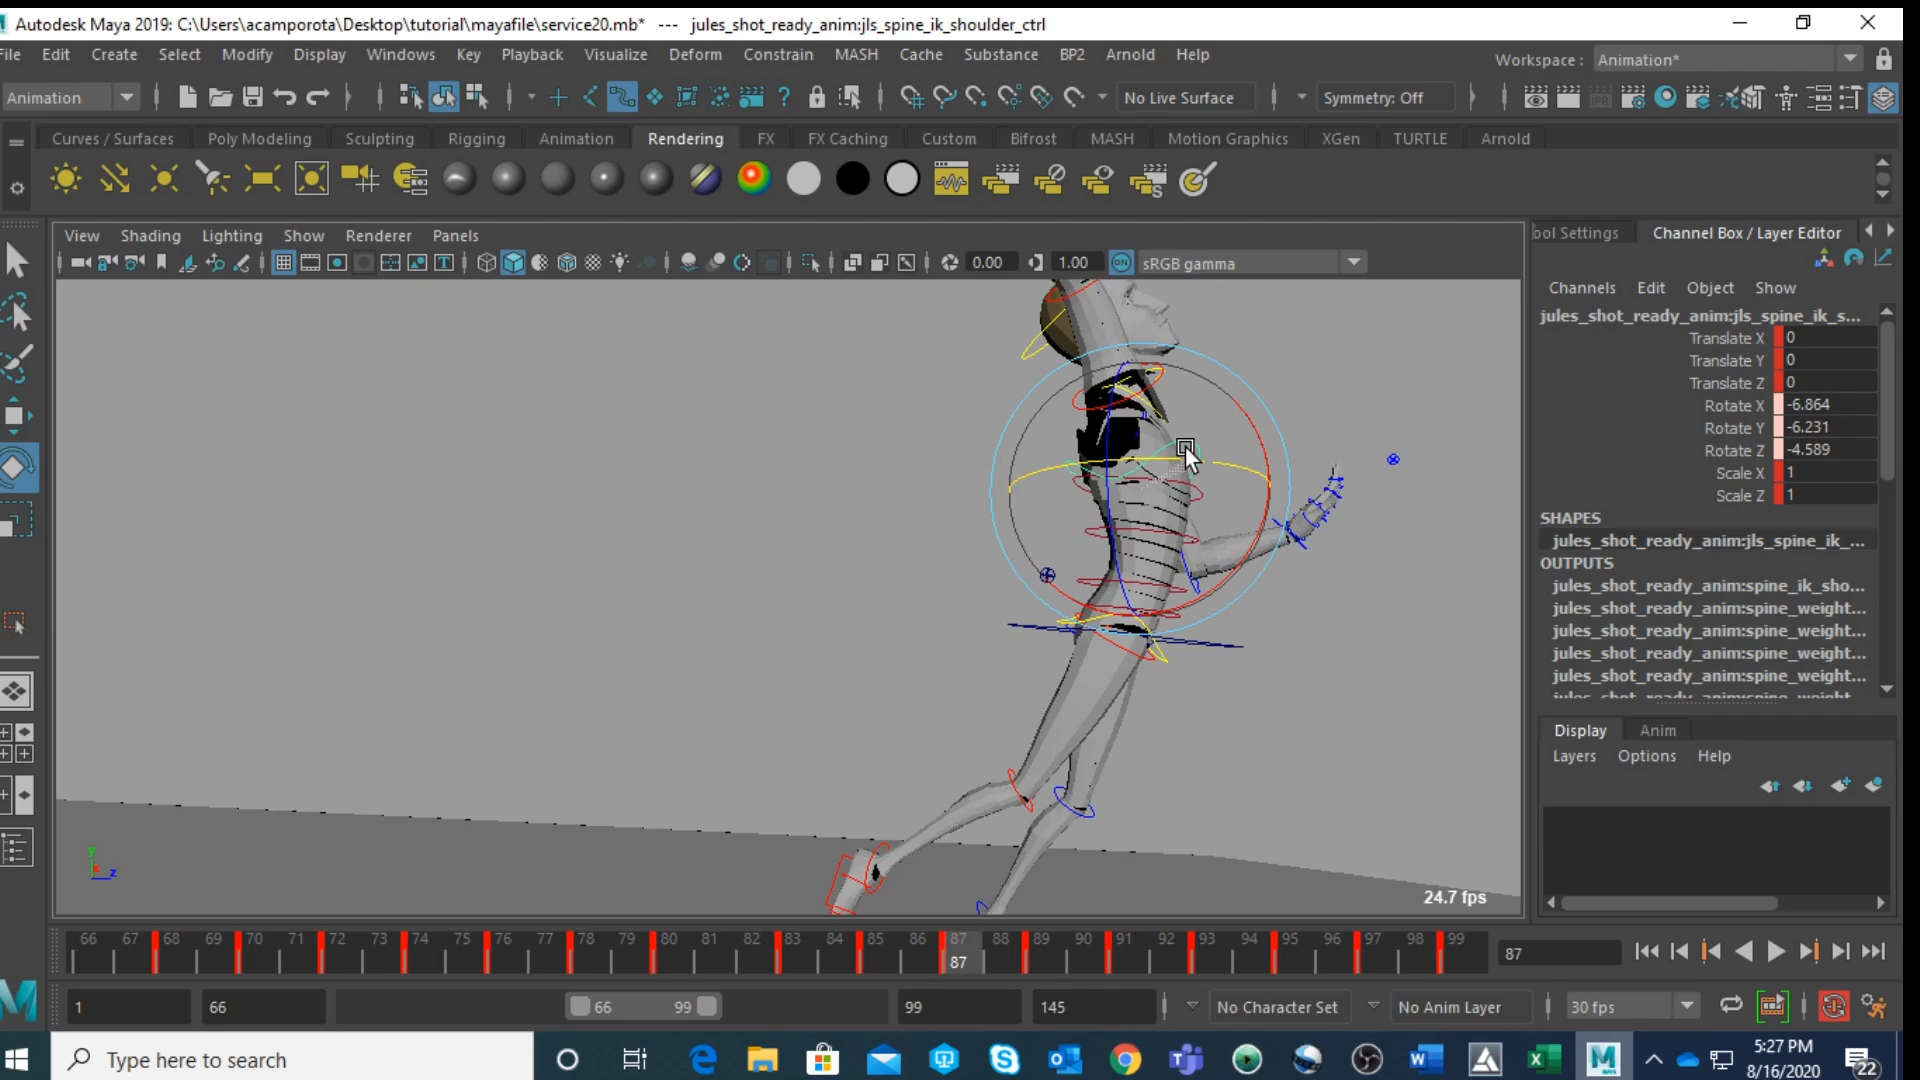 Autodesk Maya 2019: C:\Users\acamporota\Desktop\tutorial\mayafile\service20.mb* --- jules_shot_ready_anim:jls_spine_ik_shoulder_ctrl
File Edit Create Select Modify Display Windows Key Playback Visualize Deform Constrain MASH Cache Substance BP2 Arnold Help
Workspace : Animation*
Animation
No Live Surface
Symmetry: Off
Curves / Surfaces Poly Modeling Sculpting Rigging Animation Rendering FX FX Caching Custom Bifrost MASH Motion Graphics XGen TURTLE Arnold
View Shading Lighting Show Renderer Panels
0.00 1.00 ON sRGB gamma
ool Settings Channel Box / Layer Editor
Channels Edit Object Show
jules_shot_ready_anim:jls_spine_ik_s...
Translate X 0
Translate Y 0
Translate Z 0
Rotate X -6.864
Rotate Y -6.231
Rotate Z -4.589
Scale X 1
Scale Z 1
SHAPES
jules_shot_ready_anim:jls_spine_ik_...
OUTPUTS
jules_shot_ready_anim:spine_ik_sho...
jules_shot_ready_anim:spine_weight...
jules_shot_ready_anim:spine_weight...
jules_shot_ready_anim:spine_weight...
jules_shot_ready_anim:spine_weight...
jules_shot_ready_anim:spine_weight...
Display Anim
Layers Options Help
y x z
24.7 fps
66 67 68 69 70 71 72 73 74 75 76 77 78 79 80 81 82 83 84 85 86 87 88 89 90 91 92 93 94 95 96 97 98 99
87
87
1 66 66 99 99 145 No Character Set No Anim Layer 30 fps
Type here to search
5:27 PM
8/16/2020
22